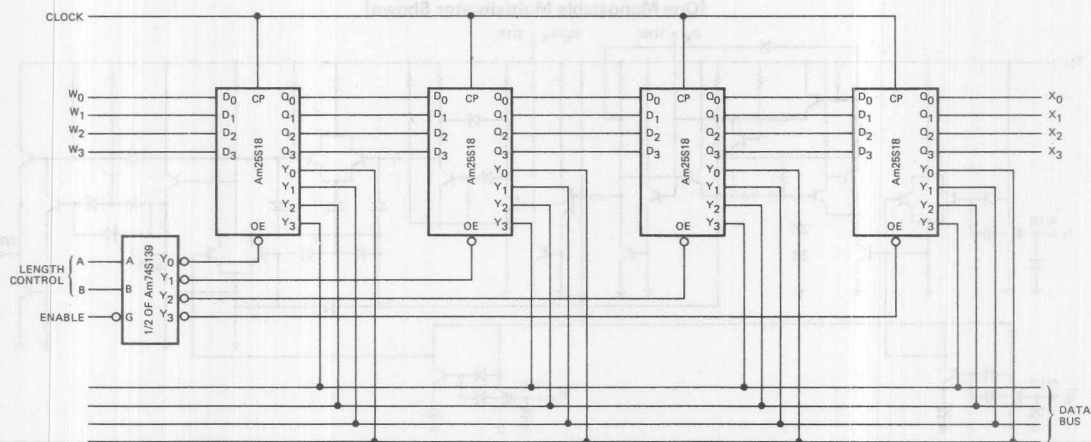 CLOCK
W0
W1
W2
W3
D0
D1
D2
D3
CP
Q0
Q1
Q2
Q3
Y0
Y1
Y2
Y3
OE
Am25S18
D0
D1
D2
D3
CP
Q0
Q1
Q2
Q3
Y0
Y1
Y2
Y3
OE
Am25S18
D0
D1
D2
D3
CP
Q0
Q1
Q2
Q3
Y0
Y1
Y2
Y3
OE
Am25S18
D0
D1
D2
D3
CP
Q0
Q1
Q2
Q3
Y0
Y1
Y2
Y3
OE
Am25S18
X0
X1
X2
X3
LENGTH
CONTROL
A
B
ENABLE
A
B
G
1/2 OF Am74S139
Y0
Y1
Y2
Y3
DATA
BUS